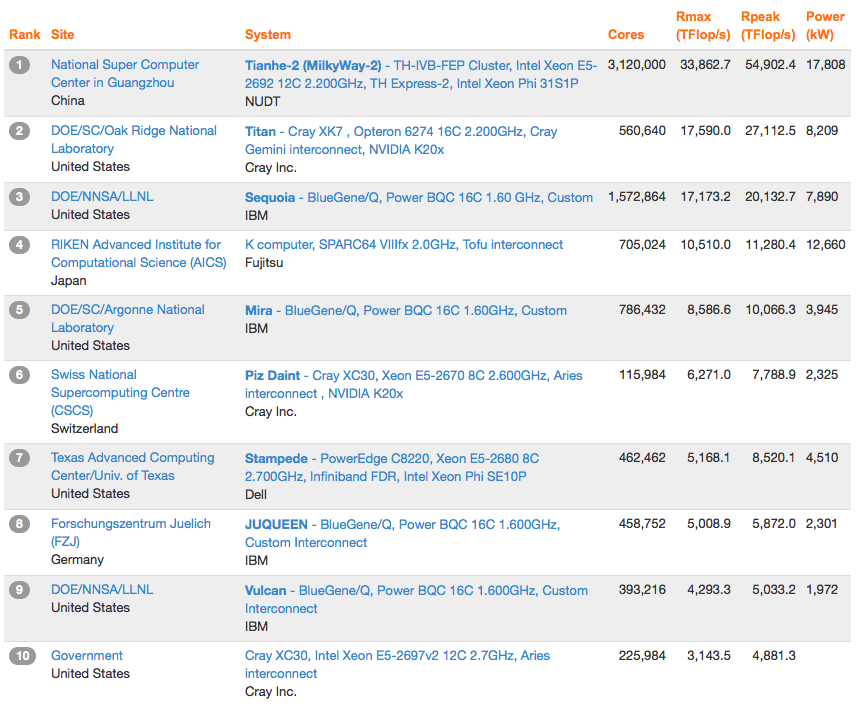 Rank Site System Cores Rmax (TFlop/s) Rpeak (TFlop/s) Power (kW)
1 National Super Computer Tianhe-2 (MilkyWay-2) - TH-IVB-FEP Cluster, Intel Xeon E5- 3,120,000 33,862.7 54,902.4 17,808
Center in Guangzhou 2692 12C 2.200GHz, TH Express-2, Intel Xeon Phi 31S1P
China NUDT
2 DOE/SC/Oak Ridge National Titan - Cray XK7 , Opteron 6274 16C 2.200GHz, Cray 560,640 17,590.0 27,112.5 8,209
Laboratory Gemini interconnect, NVIDIA K20x
United States Cray Inc.
3 DOE/NNSA/LLNL Sequoia - BlueGene/Q, Power BQC 16C 1.60 GHz, Custom 1,572,864 17,173.2 20,132.7 7,890
United States IBM
4 RIKEN Advanced Institute for K computer, SPARC64 VIIIfx 2.0GHz, Tofu interconnect 705,024 10,510.0 11,280.4 12,660
Computational Science (AICS) Fujitsu
Japan
5 DOE/SC/Argonne National Mira - BlueGene/Q, Power BQC 16C 1.60GHz, Custom 786,432 8,586.6 10,066.3 3,945
Laboratory IBM
United States
6 Swiss National Piz Daint - Cray XC30, Xeon E5-2670 8C 2.600GHz, Aries 115,984 6,271.0 7,788.9 2,325
Supercomputing Centre interconnect , NVIDIA K20x
(CSCS) Cray Inc.
Switzerland
7 Texas Advanced Computing Stampede - PowerEdge C8220, Xeon E5-2680 8C 462,462 5,168.1 8,520.1 4,510
Center/Univ. of Texas 2.700GHz, Infiniband FDR, Intel Xeon Phi SE10P
United States Dell
8 Forschungszentrum Juelich JUQUEEN - BlueGene/Q, Power BQC 16C 1.600GHz, 458,752 5,008.9 5,872.0 2,301
(FZJ) Custom Interconnect
Germany IBM
9 DOE/NNSA/LLNL Vulcan - BlueGene/Q, Power BQC 16C 1.600GHz, Custom 393,216 4,293.3 5,033.2 1,972
United States Interconnect
IBM
10 Government Cray XC30, Intel Xeon E5-2697v2 12C 2.7GHz, Aries 225,984 3,143.5 4,881.3
United States interconnect
Cray Inc.